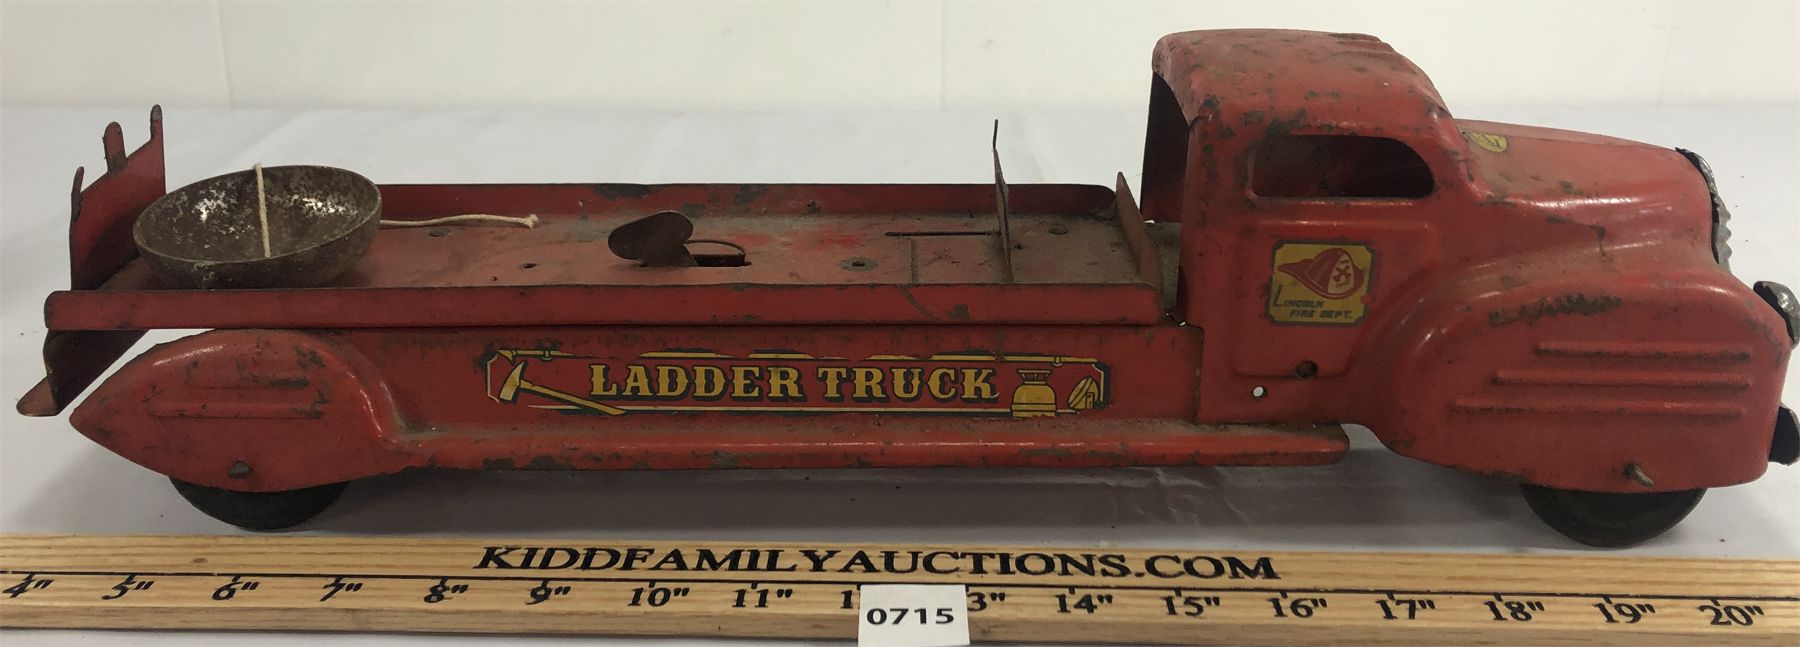 LINCOLN
FIRE DEPT.
LADDER TRUCK
KIDDFAMILYAUCTIONS.COM
4" 5" 6" 7" 8" 9" 10" 11" 1 3" 14" 15" 16" 17" 18" 19" 20"
0715